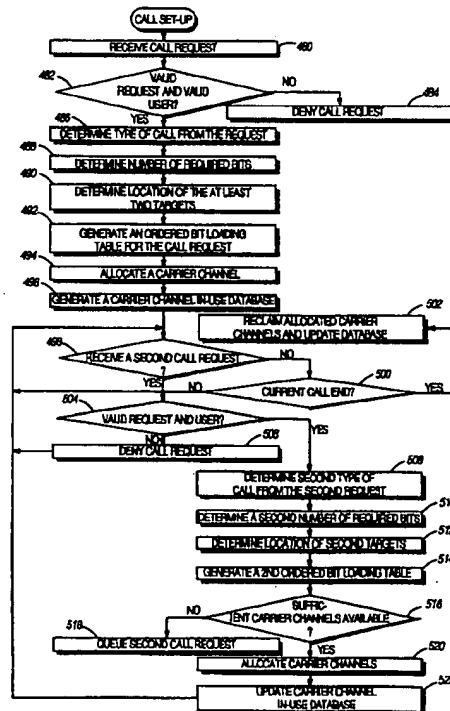 CALL SET-UP
RECEIVE CALL REQUEST
480
482
VALID
REQUEST AND VALID
USER?
NO
484
DENY CALL REQUEST
YES
486
DETERMINE TYPE OF CALL FROM THE REQUEST
488
DETERMINE NUMBER OF REQUIRED BITS
490
DETERMINE LOCATION OF THE AT LEAST
TWO TARGETS
492
GENERATE AN ORDERED BIT LOADING
TABLE FOR THE CALL REQUEST
494
ALLOCATE A CARRIER CHANNEL
496
GENERATE A CARRIER CHANNEL IN-USE DATABASE
502
RECLAIM ALLOCATED CARRIER
CHANNELS AND UPDATE DATABASE
498
RECEIVE A SECOND CALL REQUEST
?
NO
YES
500
NO
CURRENT CALL END?
YES
504
VALID REQUEST AND USER?
NO
506
YES
DENY CALL REQUEST
508
DETERMINE SECOND TYPE OF
CALL FROM THE SECOND REQUEST
51
DETERMINE A SECOND NUMBER OF REQUIRED BITS
512
DETERMINE LOCATION OF SECOND TARGETS
514
GENERATE A 2ND ORDERED BIT LOADING TABLE
SUFFIC-
IENT CARRIER CHANNELS AVAILABLE
?
516
NO
518
QUEUE SECOND CALL REQUEST
YES
520
ALLOCATE CARRIER CHANNELS
52
UPDATE CARRIER CHANNEL
IN-USE DATABASE